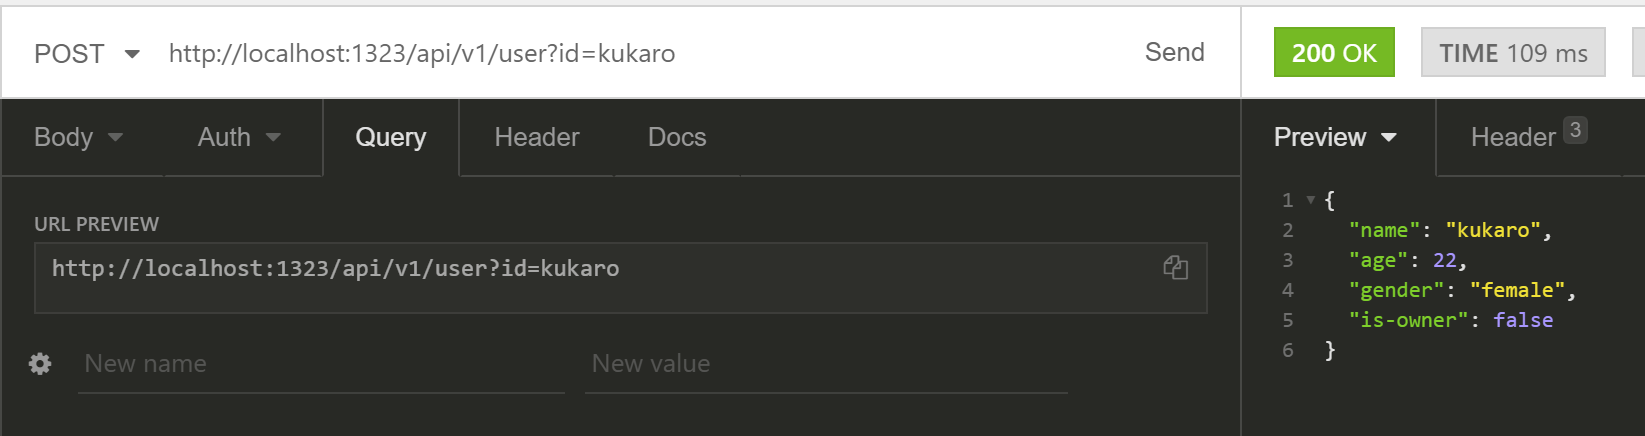 POST http://localhost:1323/api/v1/user?id=kukaro Send
200 OK TIME 109 ms
Body Auth Query Header Docs
URL PREVIEW
http://localhost:1323/api/v1/user?id=kukaro
New name New value
Preview Header 3
1 {
2 "name": "kukaro",
3 "age": 22,
4 "gender": "female",
5 "is-owner": false
6 }